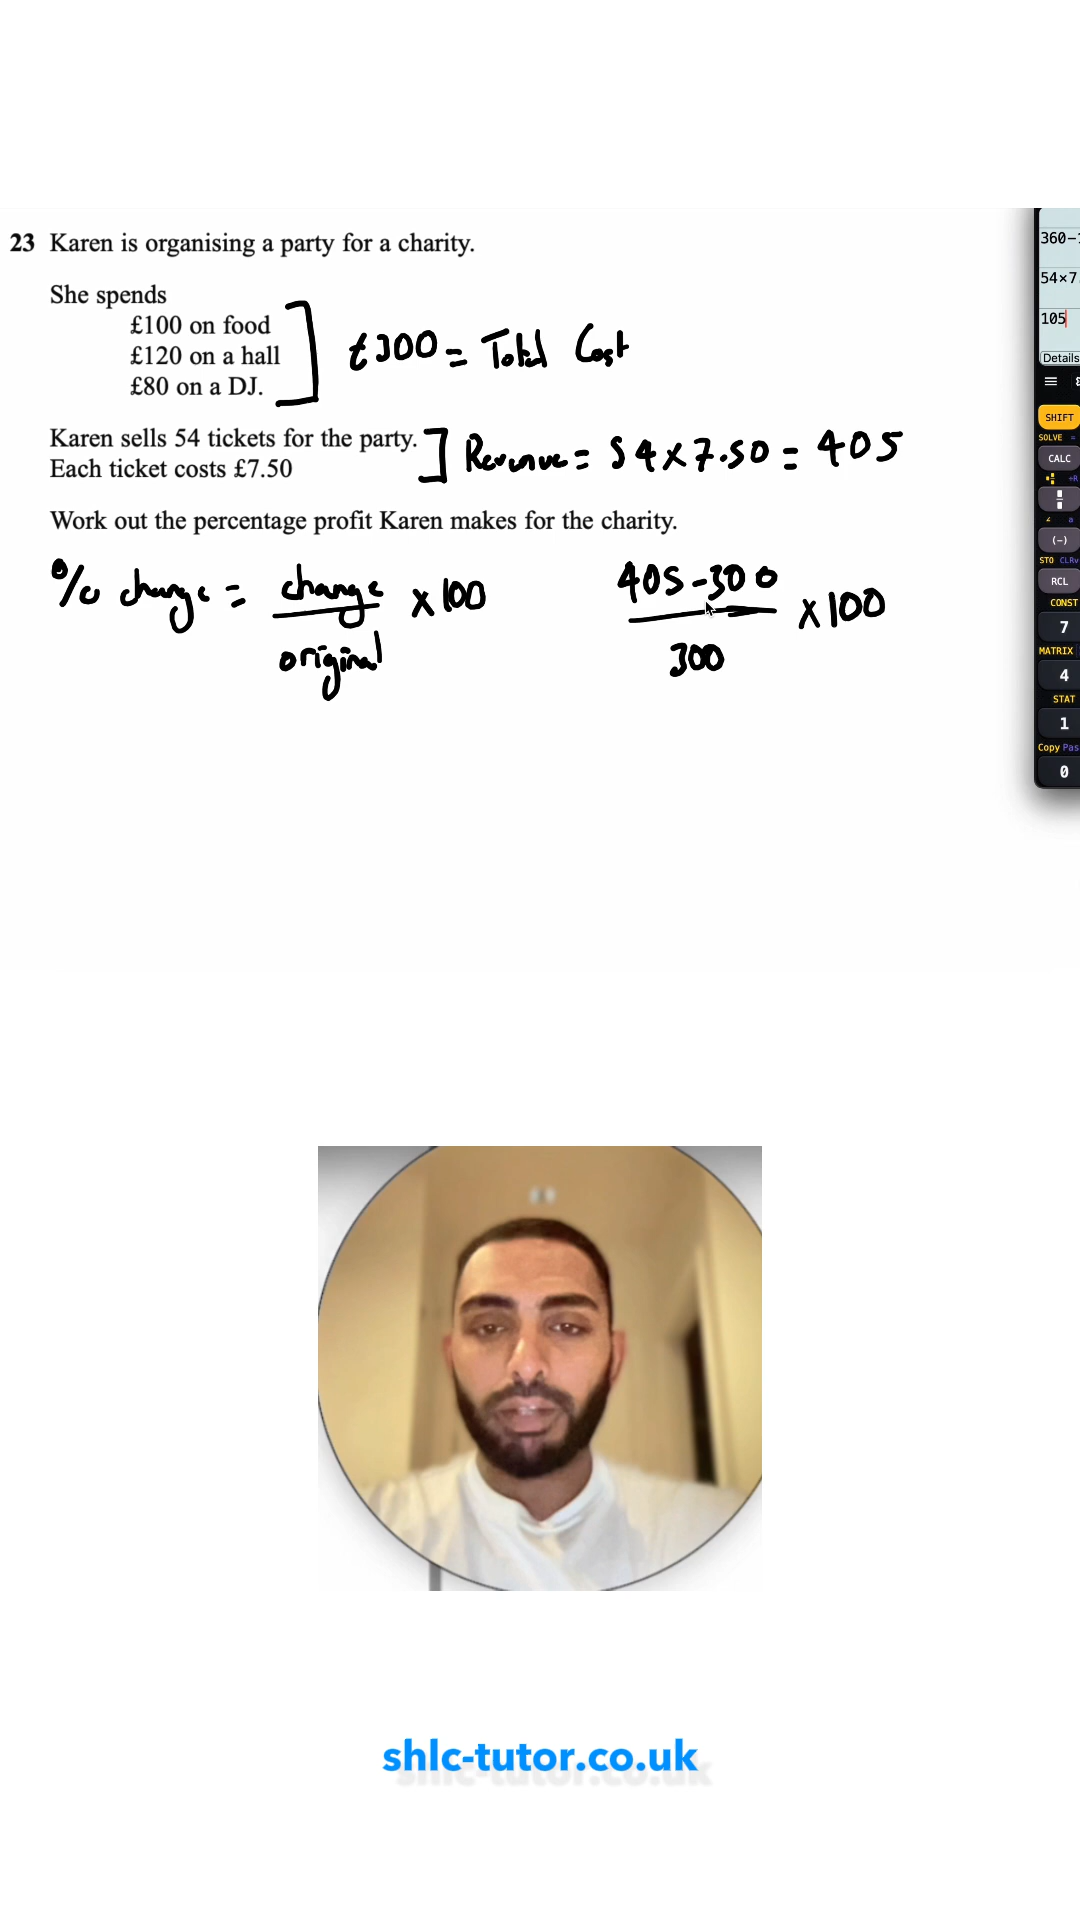 23 Karen is organising a party for a charity.
She spends
£100 on food
£120 on a hall
£80 on a DJ.
£300 = Total Cost
Karen sells 54 tickets for the party.
Each ticket costs £7.50
Revenue = 54 x 7.50 = 405
Work out the percentage profit Karen makes for the charity.
% change = change / original x 100
405 - 300 / 300 x 100
360-
54×7
105
Details
SHIFT
SOLVE =
CALC
÷R
∠ a
(-)
STO CLRv
RCL
CONST
7
MATRIX
4
STAT
1
Copy Pas
0
shlc-tutor.co.uk